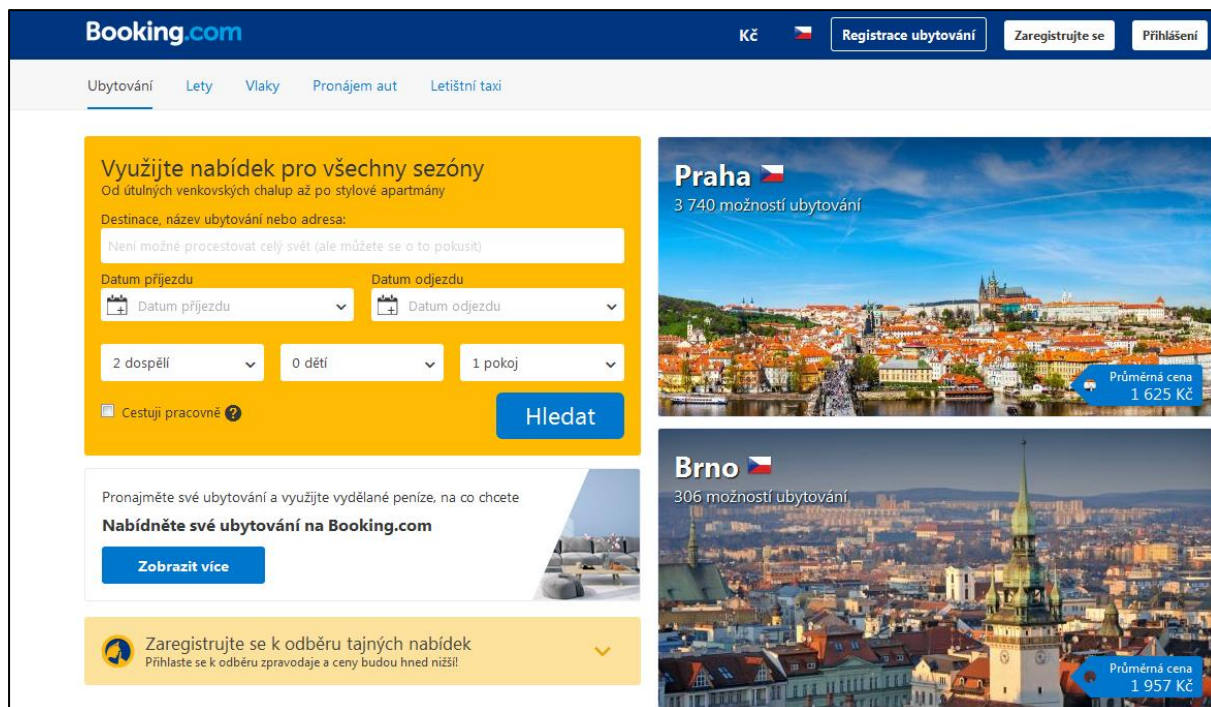 Booking.com
Kč
Registrace ubytování
Zaregistrujte se
Přihlášení
Ubytování Lety Vlaky Pronájem aut Letištní taxi
Využijte nabídek pro všechny sezóny
Od útulných venkovských chalup až po stylové apartmány
Destinace, název ubytování nebo adresa:
Není možné procestovat celý svět (ale můžete se o to pokusit)
Datum příjezdu Datum odjezdu
Datum příjezdu Datum odjezdu
2 dospělí 0 dětí 1 pokoj
Cestuji pracovně ?
Hledat
Pronajměte své ubytování a využijte vydělané peníze, na co chcete
Nabídněte své ubytování na Booking.com
Zobrazit více
Zaregistrujte se k odběru tajných nabídek
Přihlaste se k odběru zpravodaje a ceny budou hned nižší!
Praha
3 740 možností ubytování
Průměrná cena
1 625 Kč
Brno
306 možností ubytování
Průměrná cena
1 957 Kč